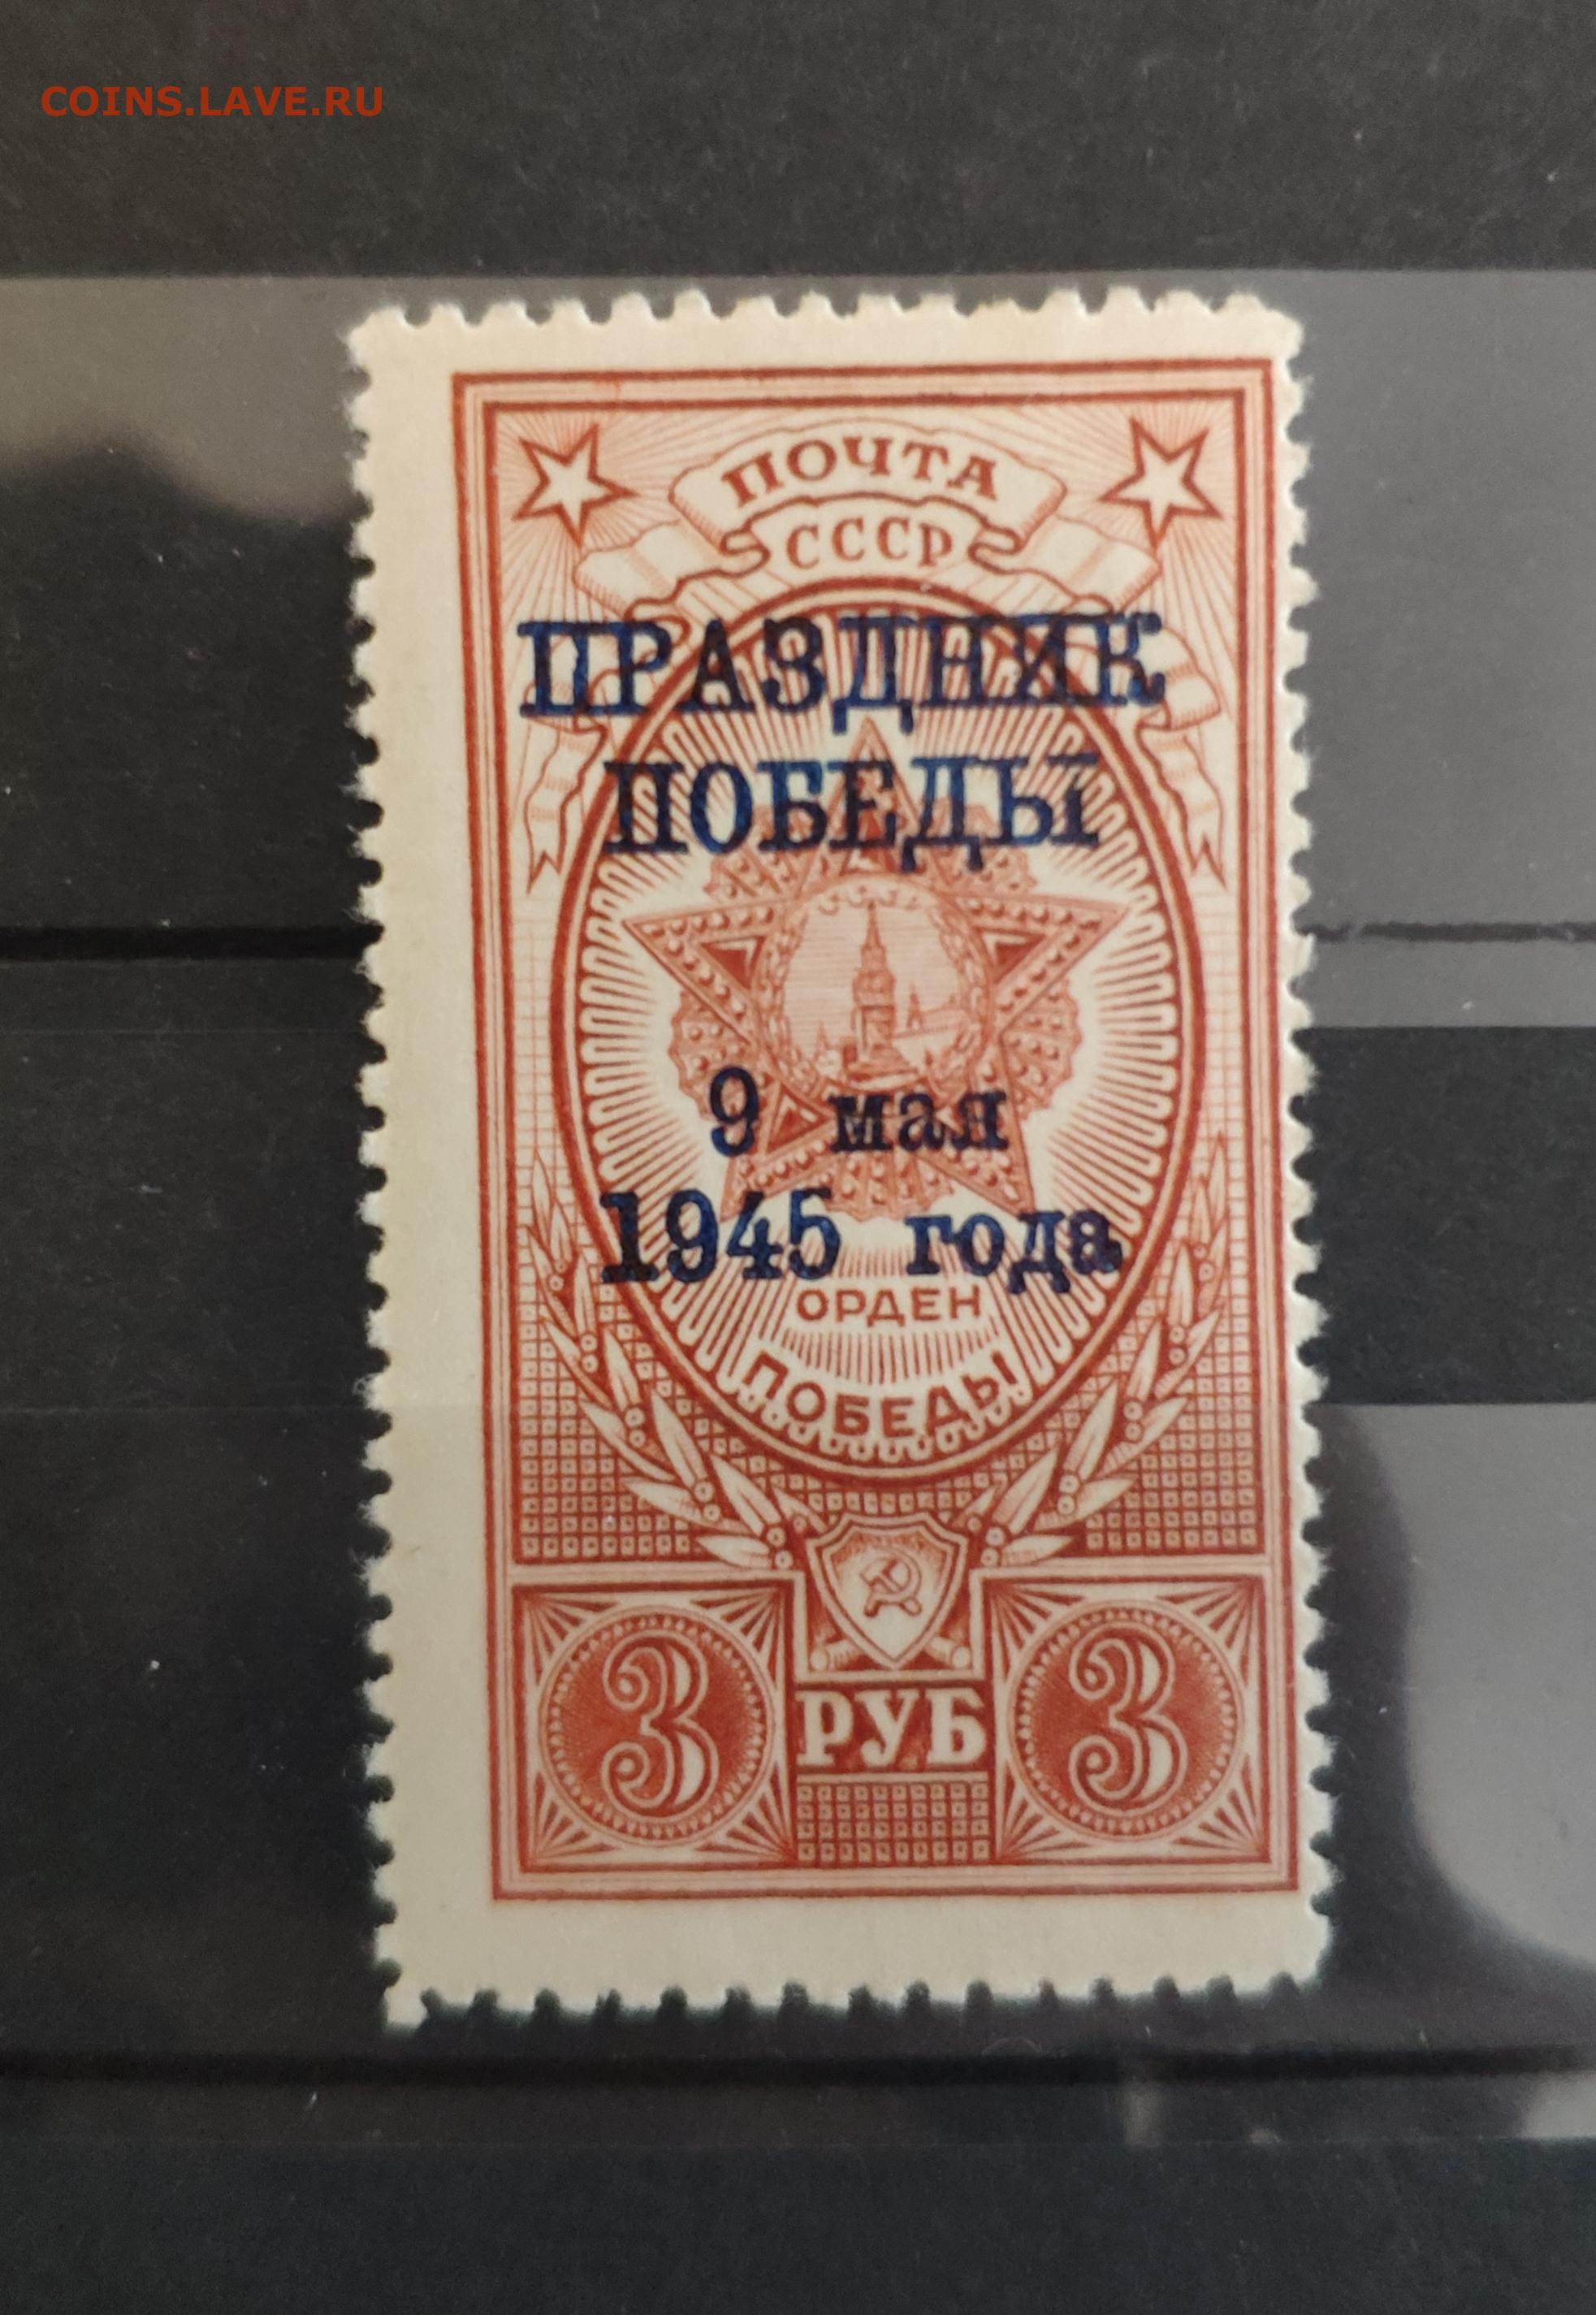 COINS.LAVE.RU
ПОЧТА
СССР
ПРАЗДНИК
ПОБЕДЫ
9 мая
1945 года
ОРДЕН
ПОБЕДЫ
3 РУБ 3